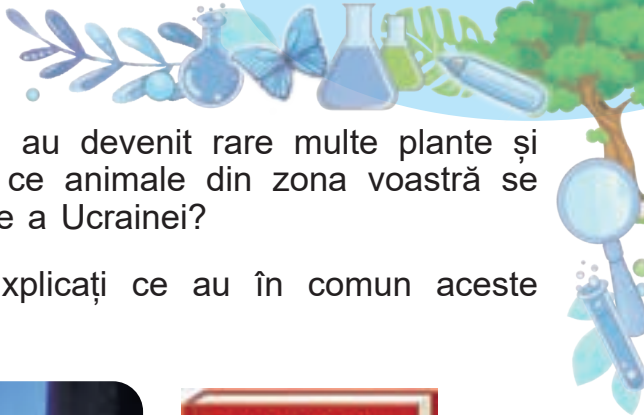 au devenit rare multe plante și
ce animale din zona voastră se
e a Ucrainei?
xplicați ce au în comun aceste